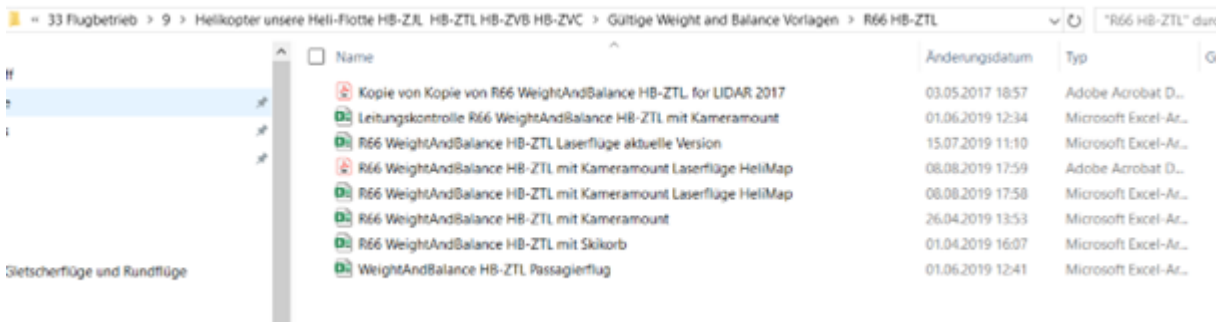 « 33 Flugbetrieb > 9 > Helikopter unsere Heli-Flotte HB-ZJL HB-ZTL HB-ZVB HB-ZVC > Gültige Weight and Balance Vorlagen > R66 HB-ZTL
"R66 HB-ZTL" durc
Name Änderungsdatum Typ G
Kopie von Kopie von R66 WeightAndBalance HB-ZTL. for LIDAR 2017 03.05.2017 18:57 Adobe Acrobat D...
Leitungskontrolle R66 WeightAndBalance HB-ZTL mit Kameramount 01.06.2019 12:34 Microsoft Excel-Ar...
R66 WeightAndBalance HB-ZTL Laserflüge aktuelle Version 15.07.2019 11:10 Microsoft Excel-Ar...
R66 WeightAndBalance HB-ZTL mit Kameramount Laserflüge HeliMap 08.08.2019 17:59 Adobe Acrobat D...
R66 WeightAndBalance HB-ZTL mit Kameramount Laserflüge HeliMap 08.08.2019 17:58 Microsoft Excel-Ar...
R66 WeightAndBalance HB-ZTL mit Kameramount 26.04.2019 13:53 Microsoft Excel-Ar...
R66 WeightAndBalance HB-ZTL mit Skikorb 01.04.2019 16:07 Microsoft Excel-Ar...
WeightAndBalance HB-ZTL Passagierflug 01.06.2019 12:41 Microsoft Excel-Ar...
Gletscherflüge und Rundflüge